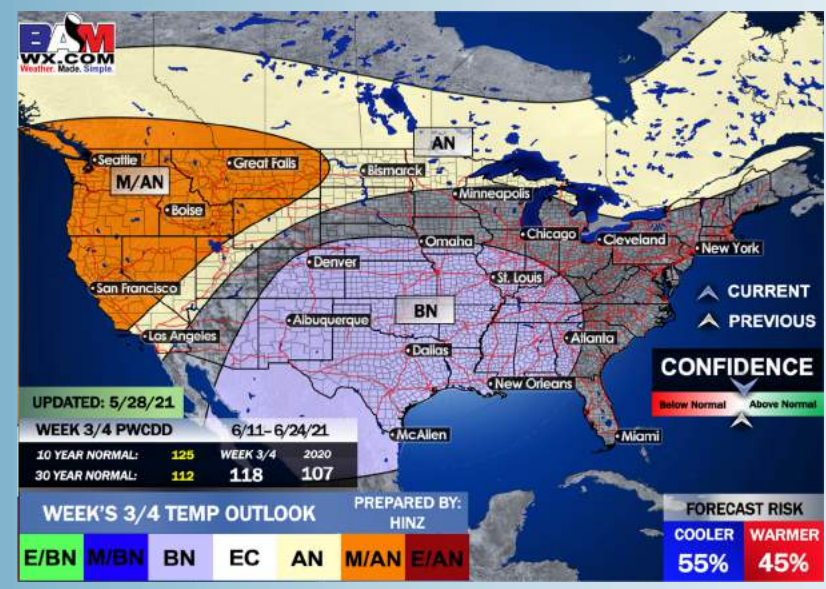 BAM
WX.COM
Weather. Made. Simple.
AN
Seattle
Great Falls
Bismarck
M/AN
Minneapolis
Boise
Omaha
Chicago
Cleveland
New York
Denver
St. Louis
San Francisco
CURRENT
BN
Albuquerque
PREVIOUS
Los Angeles
Atlanta
Dallas
CONFIDENCE
New Orleans
Below Normal
Above Normal
UPDATED: 5/28/21
WEEK 3/4 PWCDD 6/11–6/24/21
McAllen
Miami
10 YEAR NORMAL: 125 WEEK 3/4 2020
30 YEAR NORMAL: 112 118 107
WEEK'S 3/4 TEMP OUTLOOK
PREPARED BY:
HINZ
FORECAST RISK
COOLER WARMER
55% 45%
E/BN M/BN BN EC AN M/AN E/AN